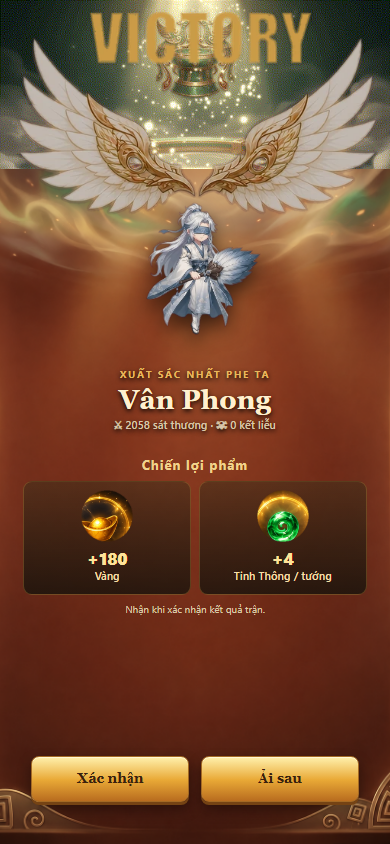 VICTORY
XUẤT SẮC NHẤT PHE TA
Vân Phong
2058 sát thương · 0 kết liễu
Chiến lợi phẩm
+180
Vàng
+4
Tinh Thông / tướng
Nhận khi xác nhận kết quả trận.
Xác nhận
Ải sau